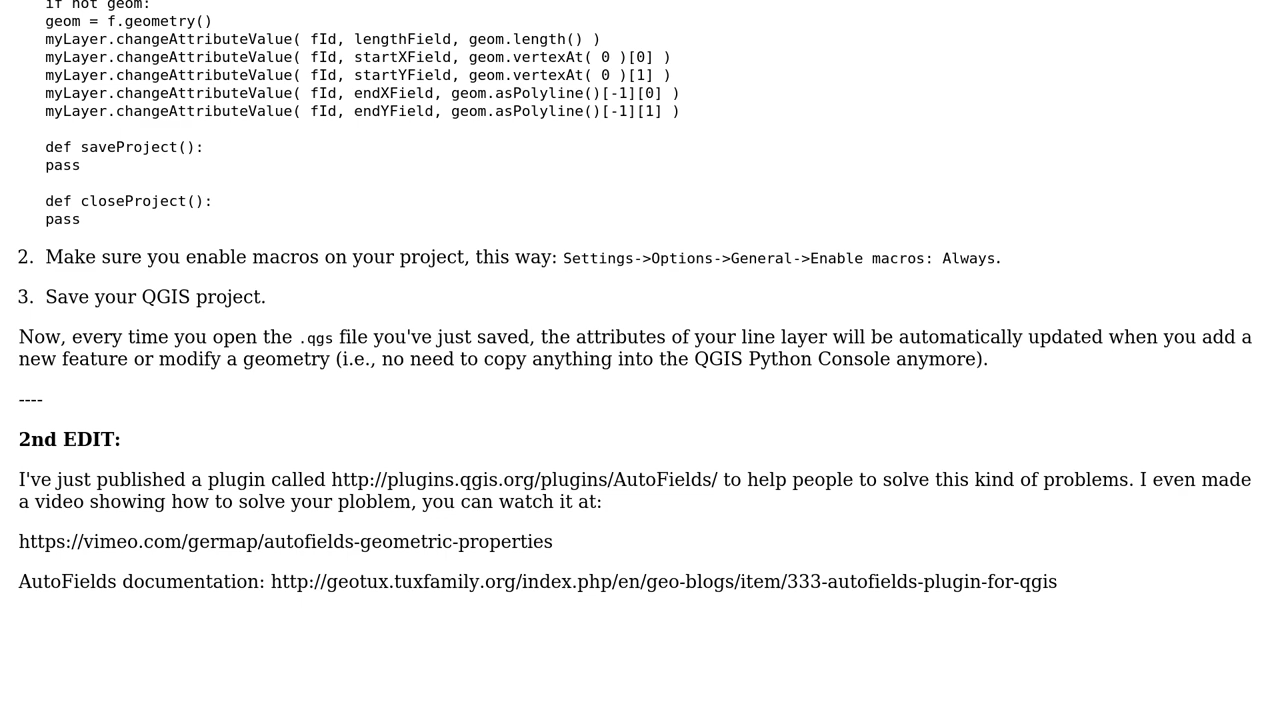 if not geom:
geom = f.geometry()
myLayer.changeAttributeValue( fId, lengthField, geom.length() )
myLayer.changeAttributeValue( fId, startXField, geom.vertexAt( 0 )[0] )
myLayer.changeAttributeValue( fId, startYField, geom.vertexAt( 0 )[1] )
myLayer.changeAttributeValue( fId, endXField, geom.asPolyline()[-1][0] )
myLayer.changeAttributeValue( fId, endYField, geom.asPolyline()[-1][1] )
def saveProject():
pass
def closeProject():
pass
2. Make sure you enable macros on your project, this way: Settings->Options->General->Enable macros: Always.
3. Save your QGIS project.
Now, every time you open the .qgs file you've just saved, the attributes of your line layer will be automatically updated when you add a
new feature or modify a geometry (i.e., no need to copy anything into the QGIS Python Console anymore).
----
2nd EDIT:
I've just published a plugin called http://plugins.qgis.org/plugins/AutoFields/ to help people to solve this kind of problems. I even made
a video showing how to solve your ploblem, you can watch it at:
https://vimeo.com/germap/autofields-geometric-properties
AutoFields documentation: http://geotux.tuxfamily.org/index.php/en/geo-blogs/item/333-autofields-plugin-for-qgis